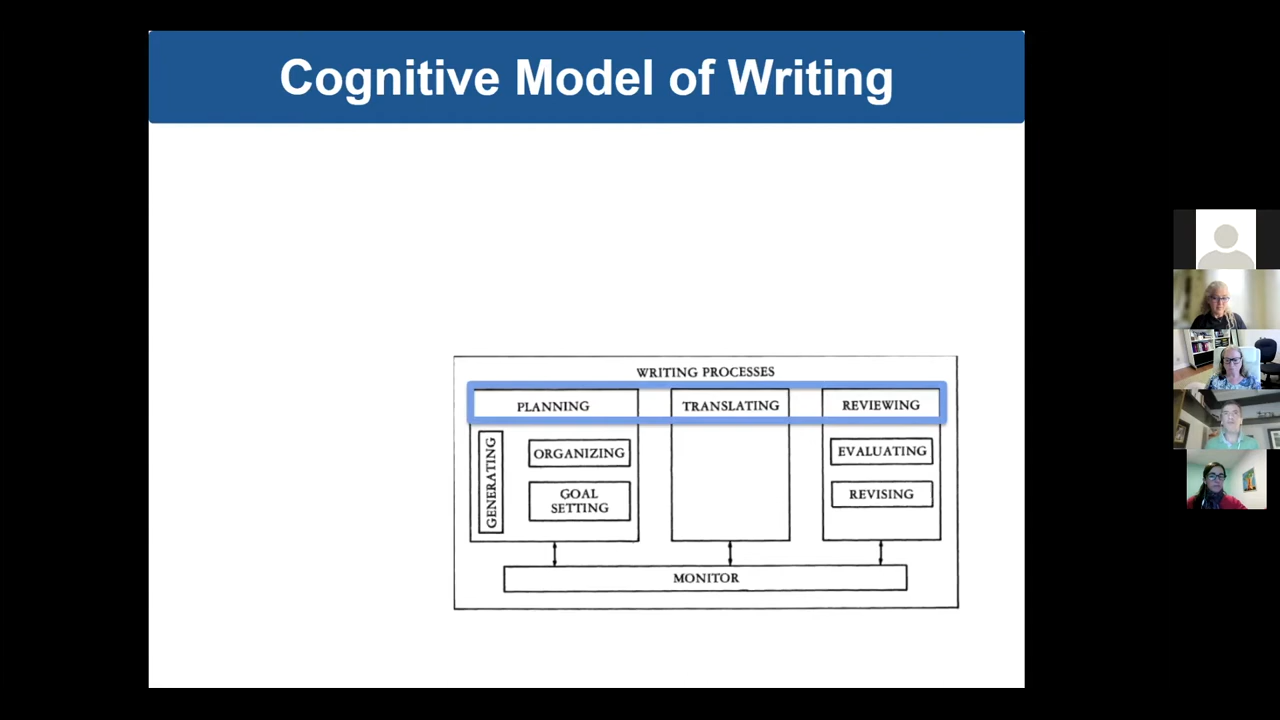 Cognitive Model of Writing
WRITING PROCESSES
PLANNING
TRANSLATING
REVIEWING
GENERATING
ORGANIZING
GOAL
SETTING
EVALUATING
REVISING
MONITOR